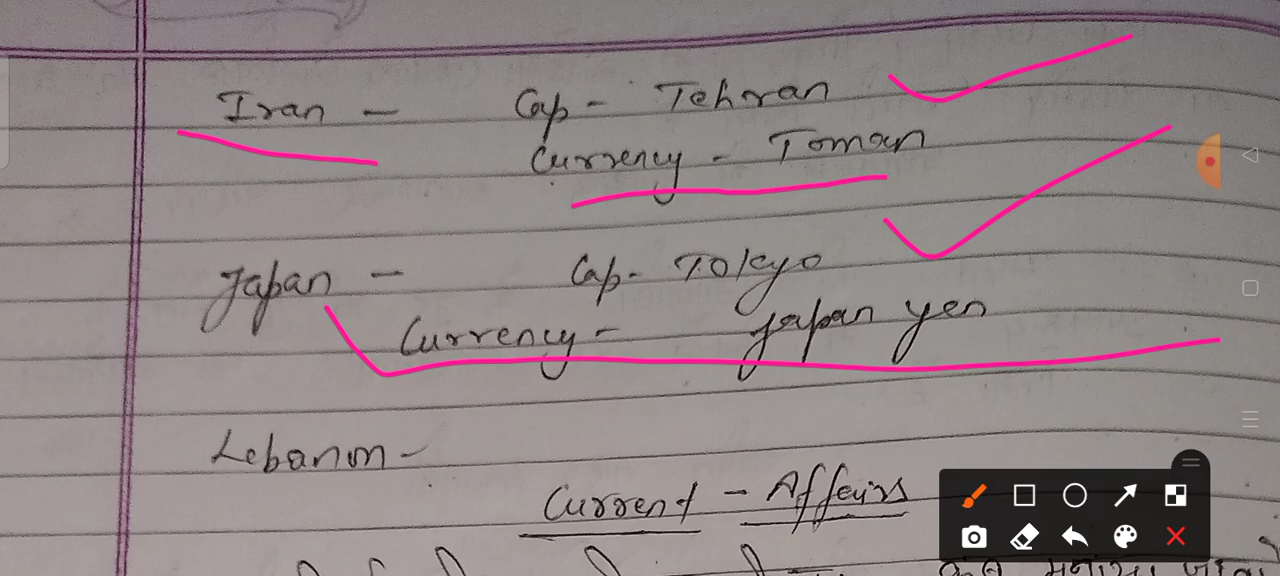 Iran - Cap - Tehran
Currency - Toman
Japan - Cap - Tokyo
Currency - Japan yen
Lebanon -
Current - Affairs